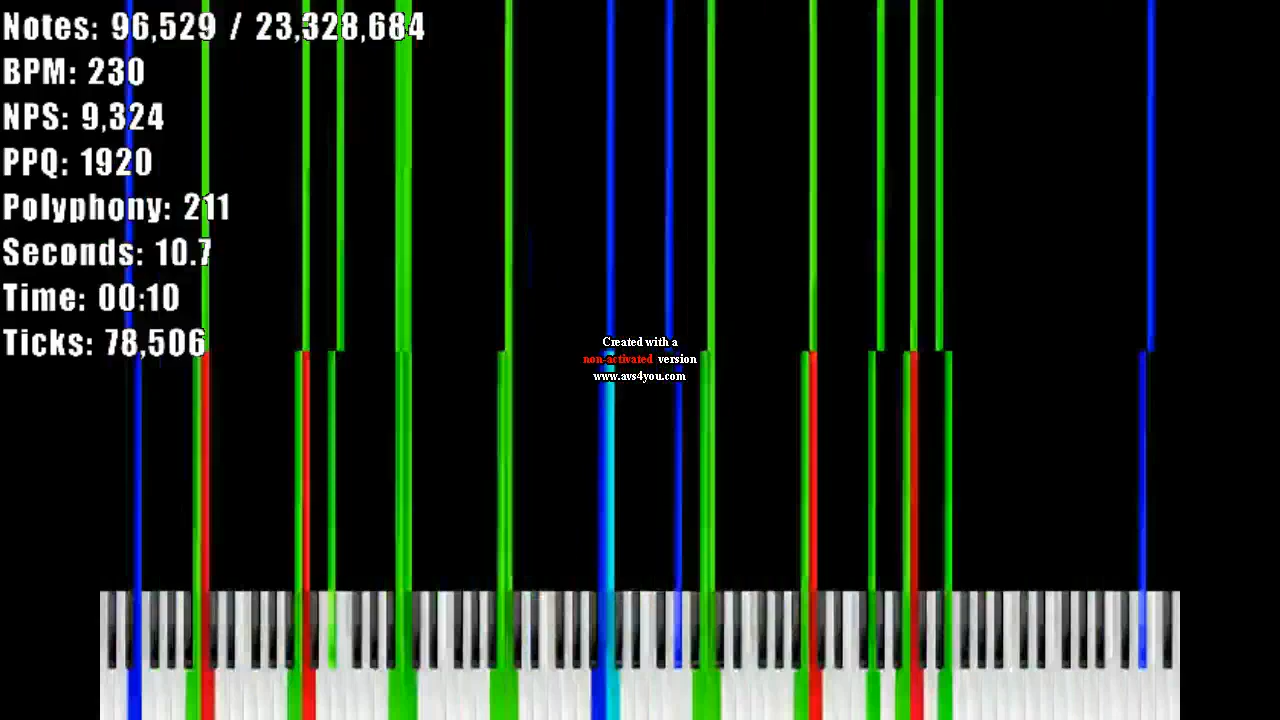 Notes: 96,529 / 23,328,684
BPM: 230
NPS: 9,324
PPQ: 1920
Polyphony: 211
Seconds: 10.7
Time: 00:10
Ticks: 78,506
Created with a
non-activated version
www.avs4you.com